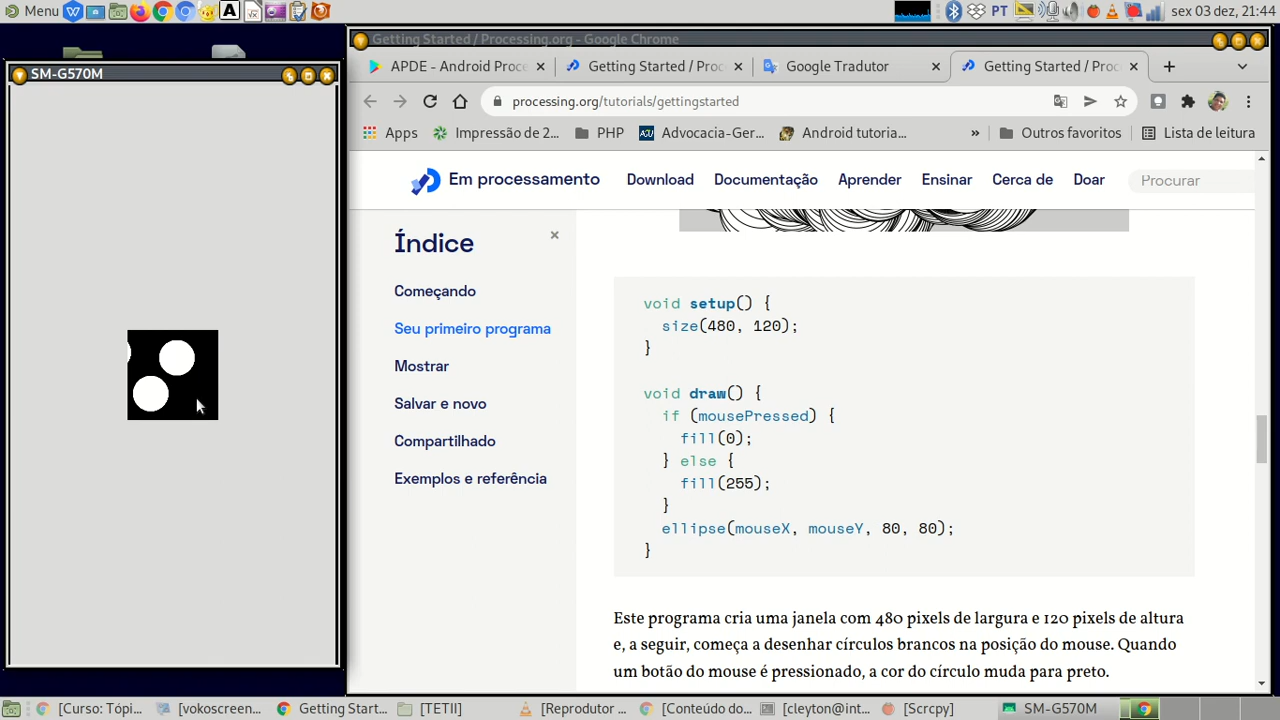 Menu
A
PT
sex 03 dez, 21:44
SM-G570M
Getting Started / Processing.org - Google Chrome
APDE - Android Proc
Getting Started / Proc
Google Tradutor
Getting Started / Proc
processing.org/tutorials/gettingstarted
Apps
Impressão de 2...
PHP
Advocacia-Ger...
Android tutoria...
»
Outros favoritos
Lista de leitura
Em processamento
Download
Documentação
Aprender
Ensinar
Cerca de
Doar
Procurar
Índice
Começando
Seu primeiro programa
Mostrar
Salvar e novo
Compartilhado
Exemplos e referência
void setup() {
size(480, 120);
}
void draw() {
if (mousePressed) {
fill(0);
} else {
fill(255);
}
ellipse(mouseX, mouseY, 80, 80);
}
Este programa cria uma janela com 480 pixels de largura e 120 pixels de altura
e, a seguir, começa a desenhar círculos brancos na posição do mouse. Quando
um botão do mouse é pressionado, a cor do círculo muda para preto.
[Curso: Tópi...
[vokoscreen...
Getting Start...
[TETII]
[Reprodutor ...
[Conteúdo do...
[cleyton@int...
[Scrcpy]
SM-G570M